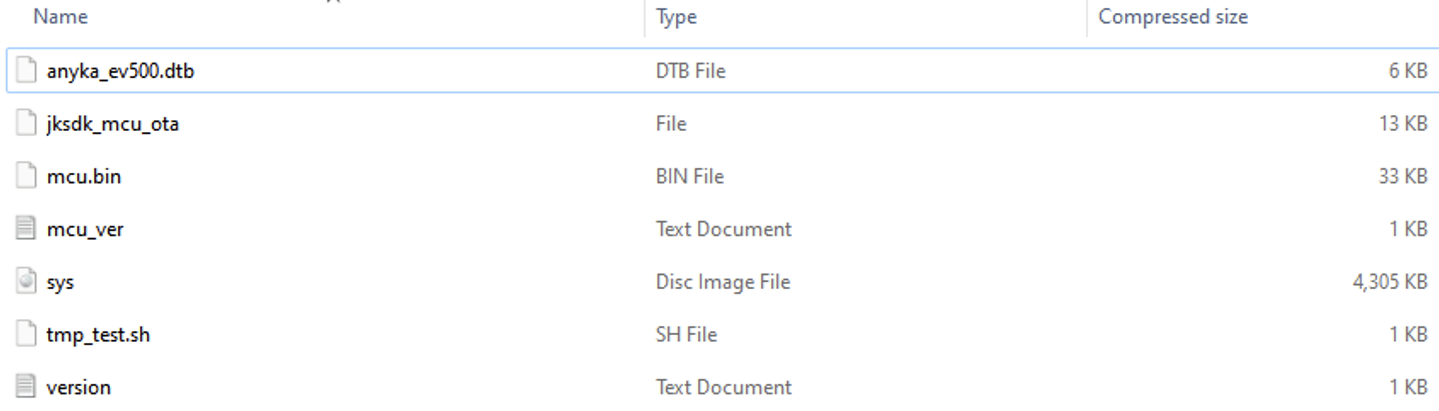 Name Type Compressed size
anyka_ev500.dtb DTB File 6 KB
jksdk_mcu_ota File 13 KB
mcu.bin BIN File 33 KB
mcu_ver Text Document 1 KB
sys Disc Image File 4,305 KB
tmp_test.sh SH File 1 KB
version Text Document 1 KB